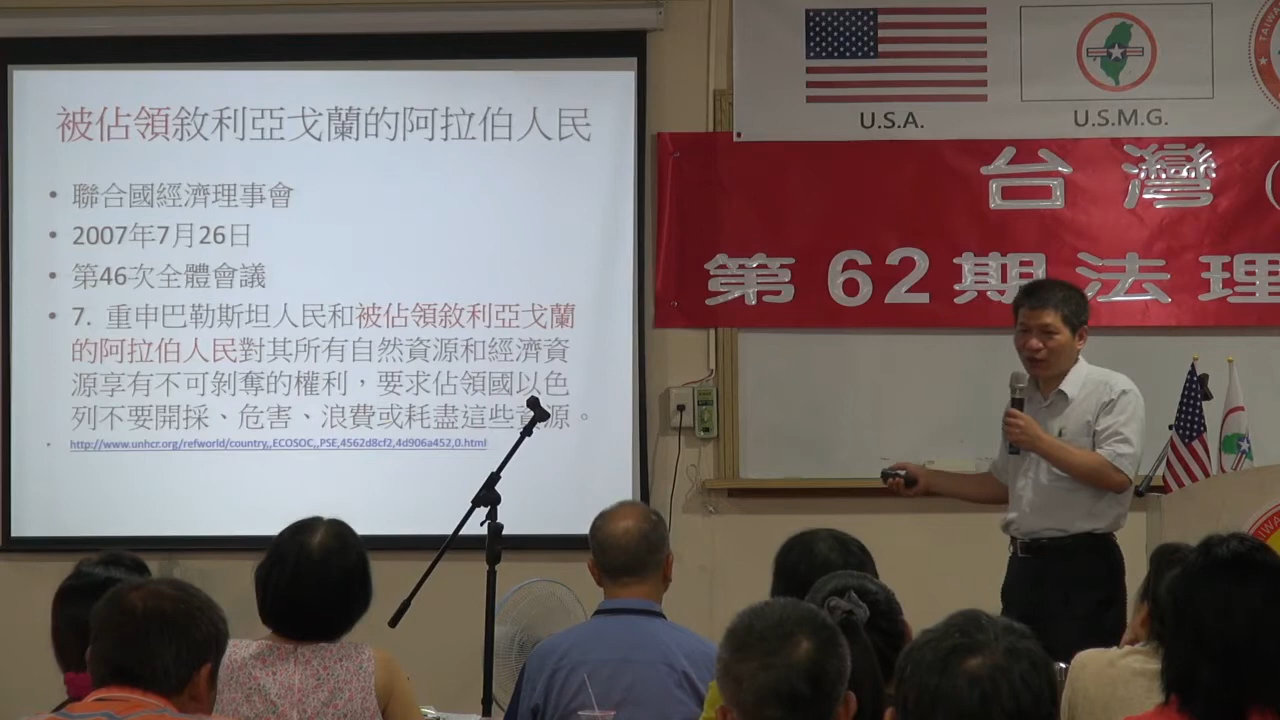 被佔領敘利亞戈蘭的阿拉伯人民
• 聯合國經濟理事會
• 2007年7月26日
• 第46次全體會議
• 7. 重申巴勒斯坦人民和被佔領敘利亞戈蘭
的阿拉伯人民對其所有自然資源和經濟資
源享有不可剝奪的權利，要求佔領國以色
列不要開採、危害、浪費或耗盡這些資源。
• http://www.unhcr.org/refworld/country,,ECOSOC,,PSE,4562d8cf2,4d906a452,0.html
U.S.A.
U.S.M.G.
TAIWA
台灣
第62期法理